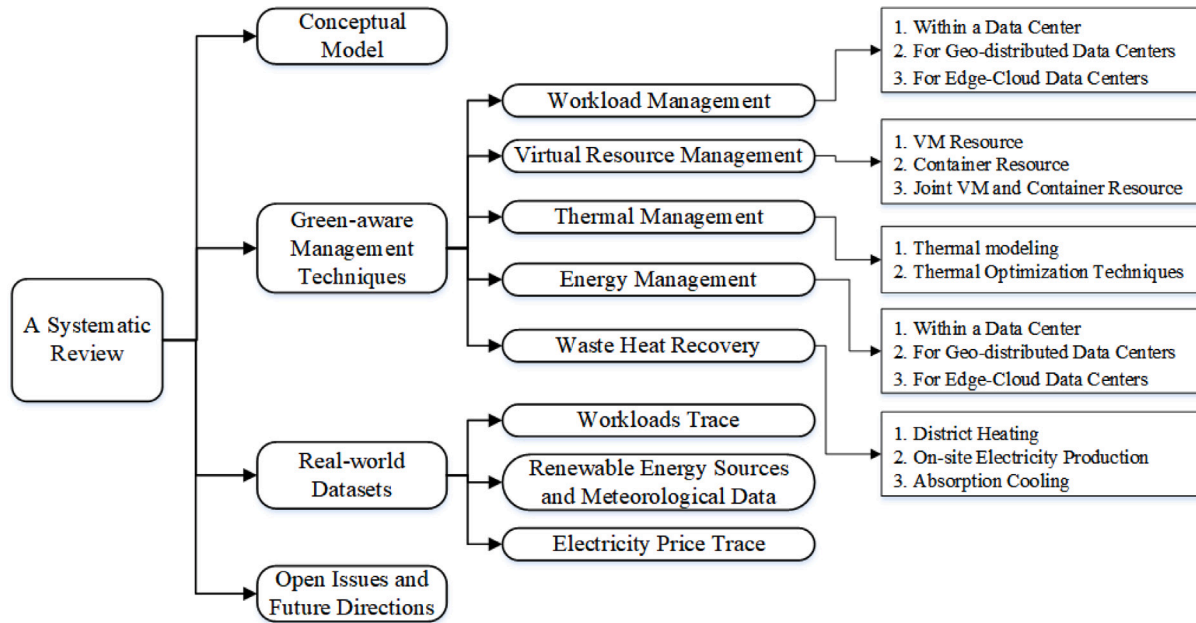 A Systematic
Review
Conceptual
Model
Green-aware
Management
Techniques
Real-world
Datasets
Open Issues and
Future Directions
Workload Management
Virtual Resource Management
Thermal Management
Energy Management
Waste Heat Recovery
Workloads Trace
Renewable Energy Sources
and Meteorological Data
Electricity Price Trace
1. Within a Data Center
2. For Geo-distributed Data Centers
3. For Edge-Cloud Data Centers
1. VM Resource
2. Container Resource
3. Joint VM and Container Resource
1. Thermal modeling
2. Thermal Optimization Techniques
1. Within a Data Center
2. For Geo-distributed Data Centers
3. For Edge-Cloud Data Centers
1. District Heating
2. On-site Electricity Production
3. Absorption Cooling